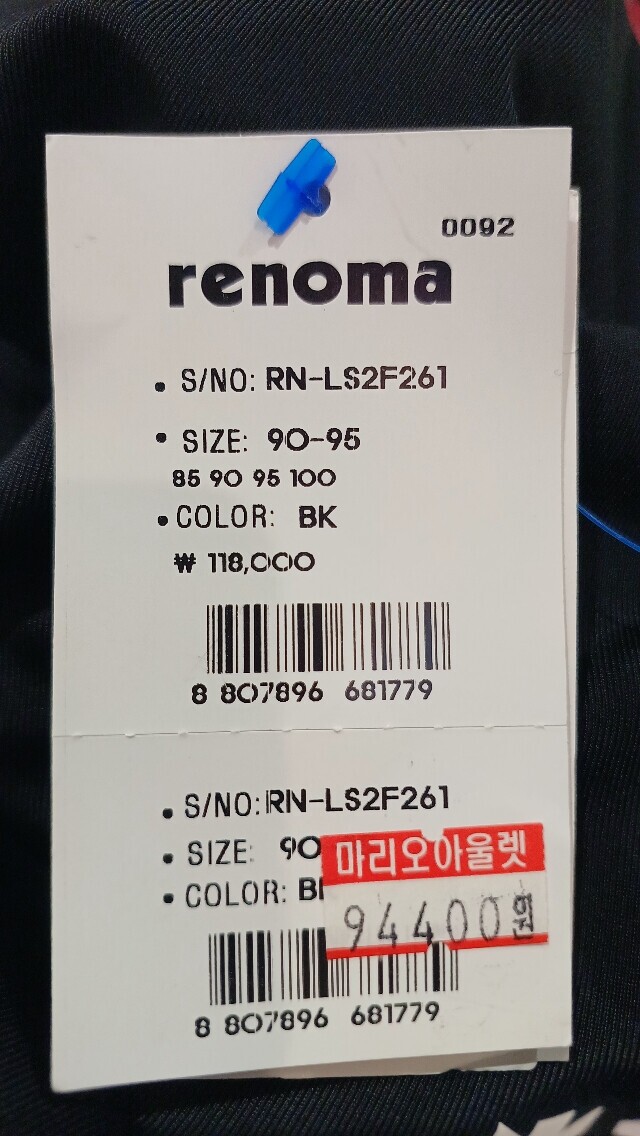 0092
renoma
• S/NO: RN-LS2F261
• SIZE: 90-95
85 90 95 100
• COLOR: BK
₩ 118,000
8 807896 681779
• S/NO: RN-LS2F261
• SIZE: 90
마리오아울렛
• COLOR:
94400원
8 807896 681779